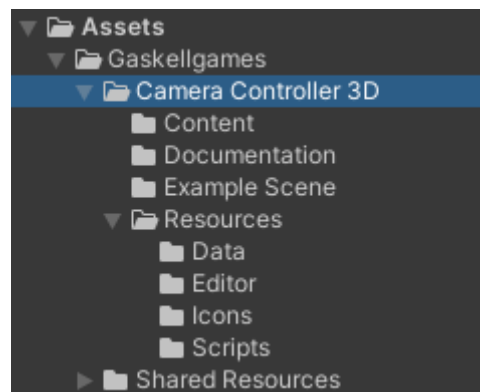 Assets
Gaskellgames
Camera Controller 3D
Content
Documentation
Example Scene
Resources
Data
Editor
Icons
Scripts
Shared Resources